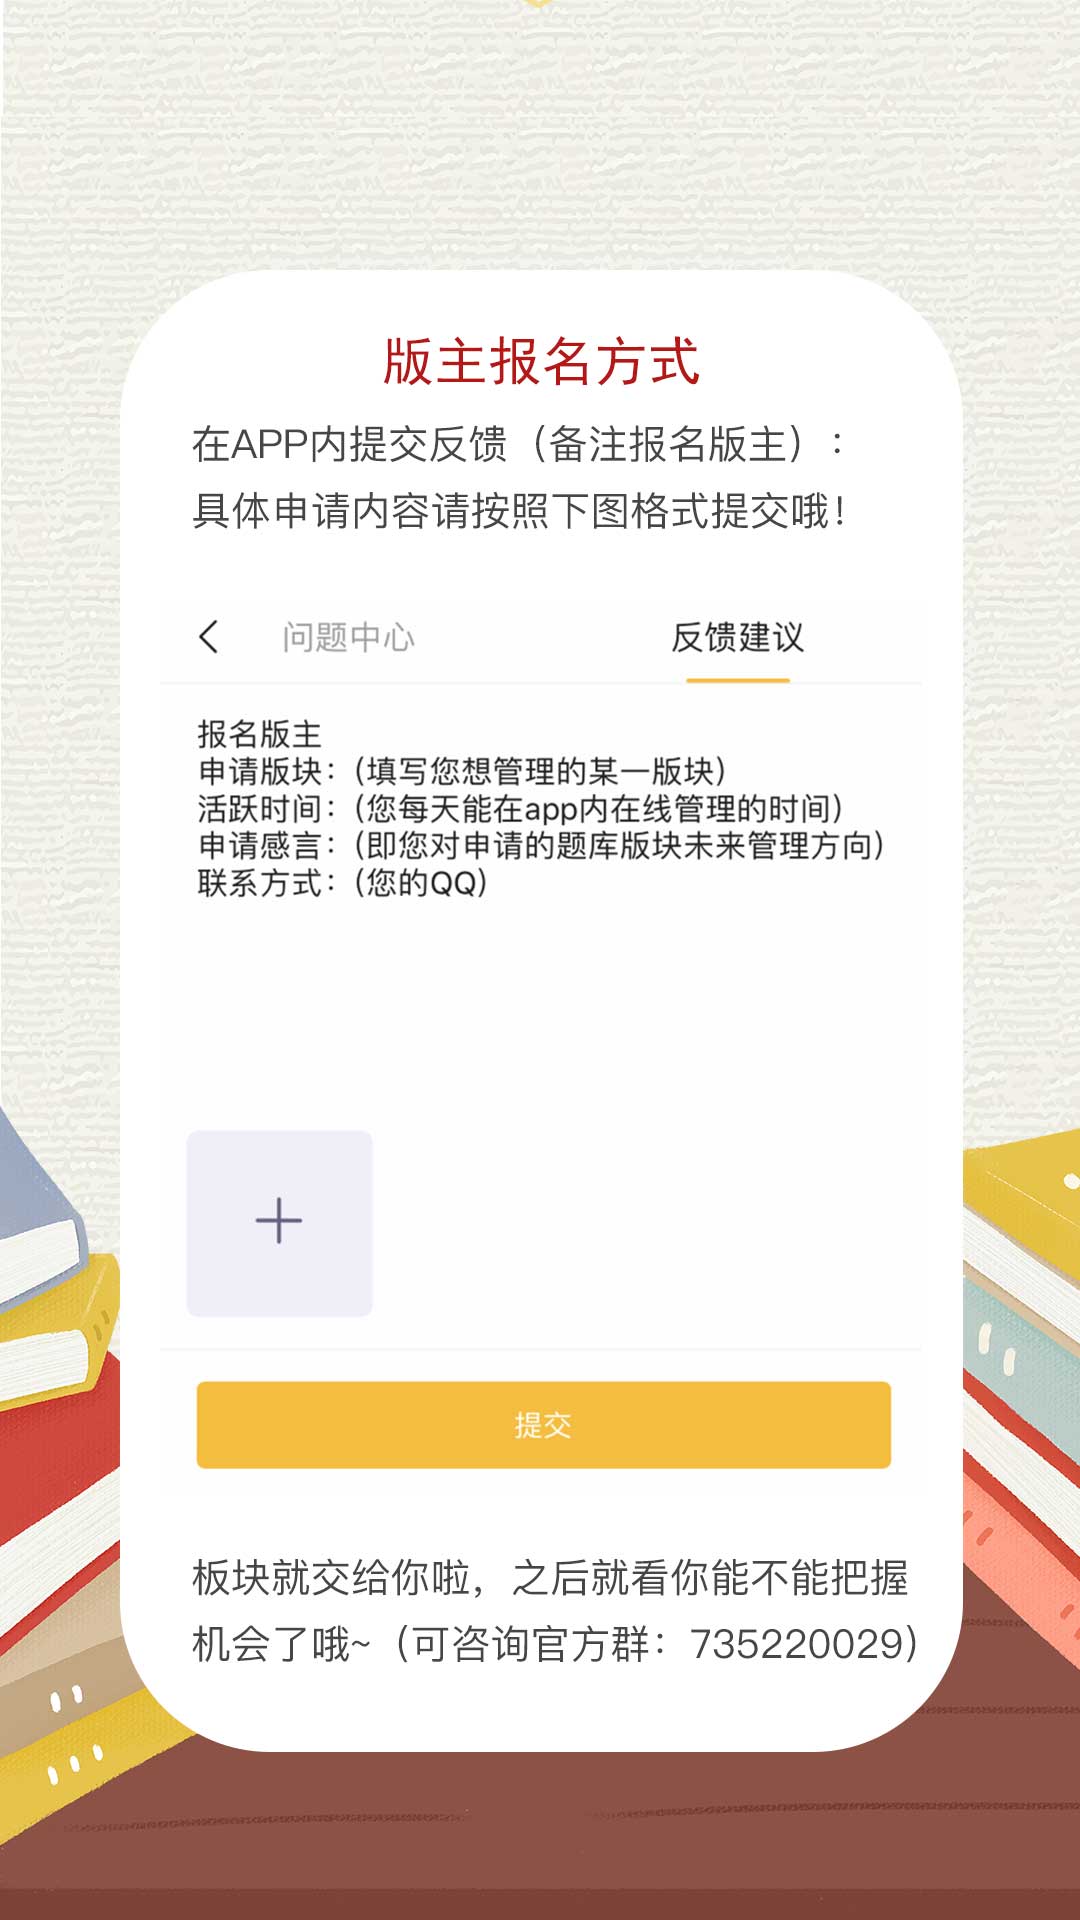 版主报名方式
在APP内提交反馈（备注报名版主）：
具体申请内容请按照下图格式提交哦！
问题中心 反馈建议
报名版主
申请版块：（填写您想管理的某一版块）
活跃时间：（您每天能在app内在线管理的时间）
申请感言：（即您对申请的题库版块未来管理方向）
联系方式：（您的QQ）
提交
板块就交给你啦，之后就看你能不能把握
机会了哦~（可咨询官方群：735220029）